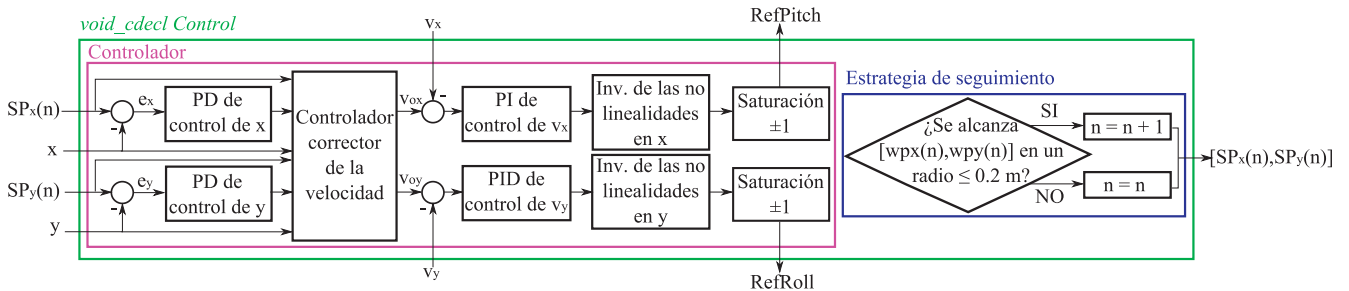 void_cdecl Control
Controlador
SPx(n)
x
SPy(n)
y
-
-
ex
ey
PD de
control de x
PD de
control de y
Controlador
corrector
de la
velocidad
vox
voy
vx
-
-
vy
PI de
control de vx
PID de
control de vy
Inv. de las no
linealidades
en x
Inv. de las no
linealidades
en y
RefPitch
Saturación
±1
Saturación
±1
RefRoll
Estrategia de seguimiento
¿Se alcanza
[wpx(n),wpy(n)] en un
radio ≤ 0.2 m?
SI
NO
n = n + 1
n = n
[SPx(n),SPy(n)]